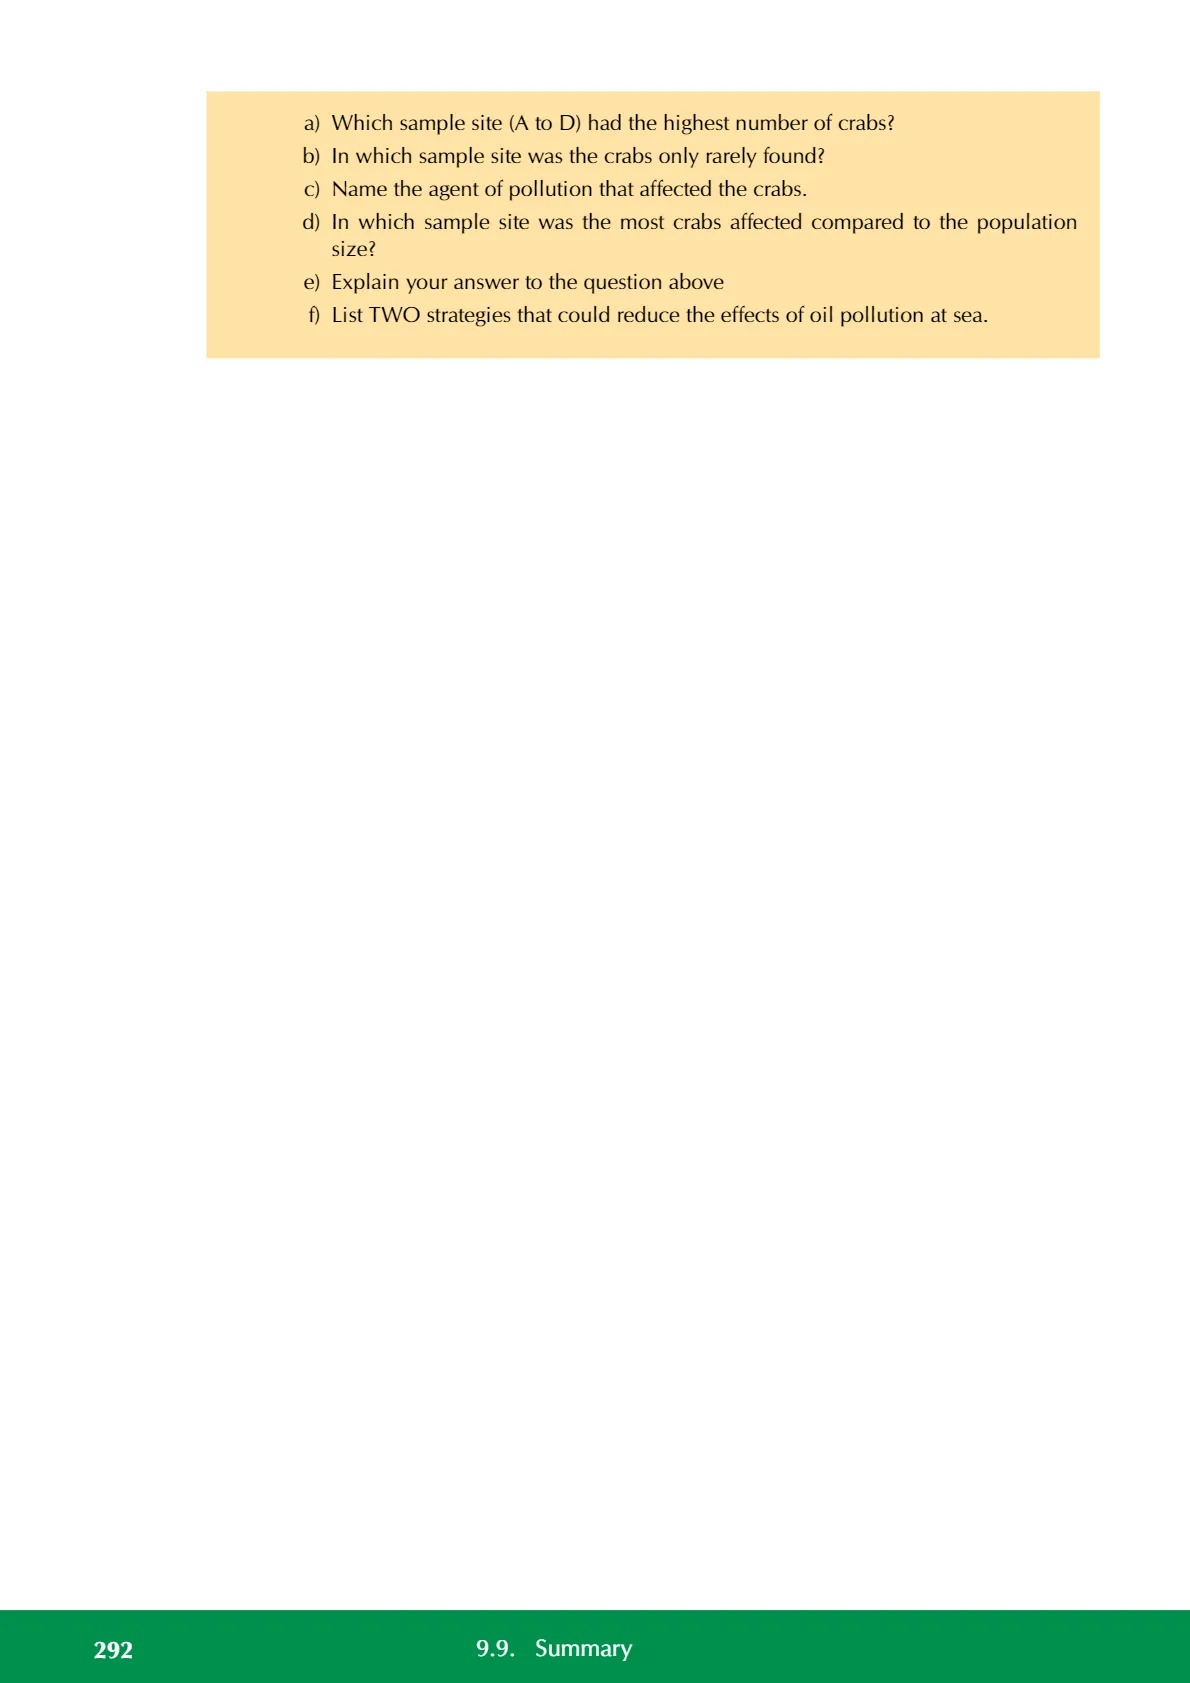 a) Which sample site (A to D) had the highest number of crabs?
b) In which sample site was the crabs only rarely found?
c) Name the agent of pollution that affected the crabs.
d) In which sample site was the most crabs affected compared to the population
size?
e) Explain your answer to the question above
f) List TWO strategies that could reduce the effects of oil pollution at sea.
292 9.9. Summary